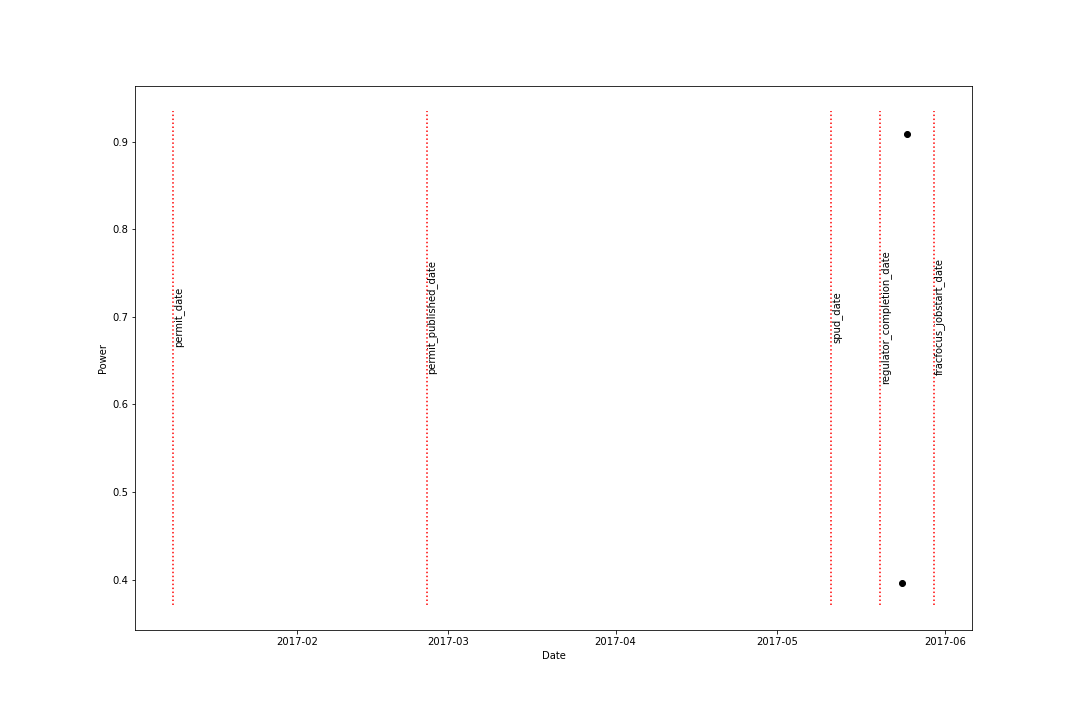 0.9
0.8
0.7
0.6
0.5
0.4
Power
permit_date
permit_published_date
spud_date
regulator_completion_date
fracfocus_jobstart_date
2017-02
2017-03
2017-04
2017-05
2017-06
Date